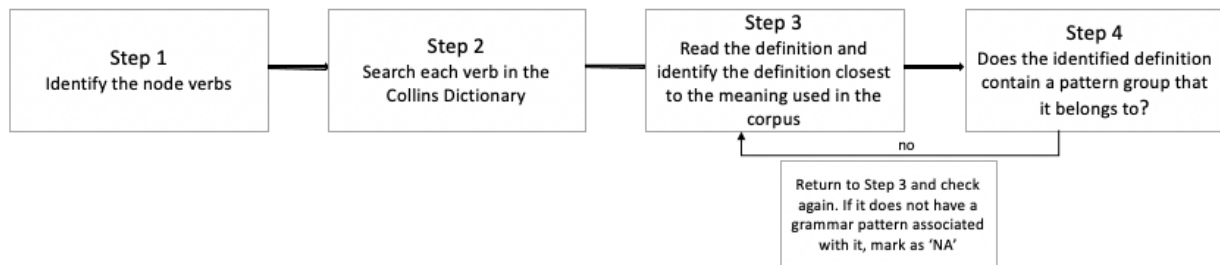 Step 1
Identify the node verbs
Step 2
Search each verb in the
Collins Dictionary
Step 3
Read the definition and
identify the definition closest
to the meaning used in the
corpus
Step 4
Does the identified definition
contain a pattern group that
it belongs to?
no
Return to Step 3 and check
again. If it does not have a
grammar pattern associated
with it, mark as ‘NA’